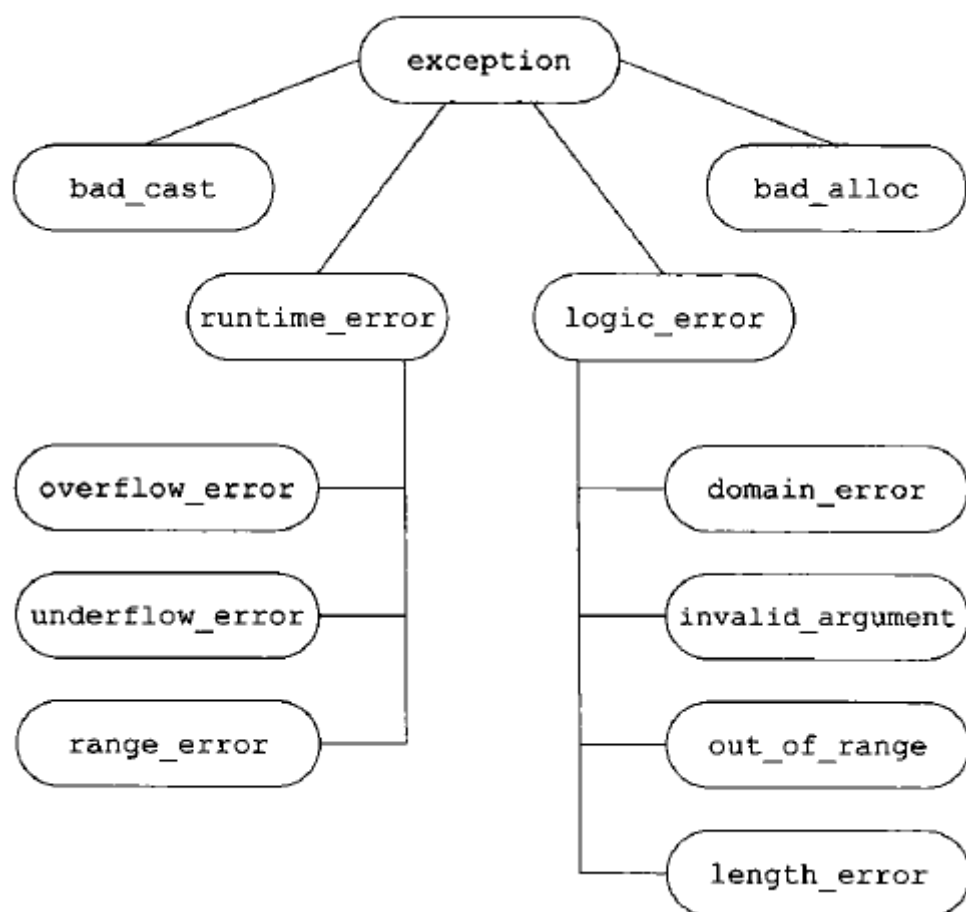 exception
bad_cast
bad_alloc
runtime_error
logic_error
overflow_error
domain_error
underflow_error
invalid_argument
range_error
out_of_range
length_error